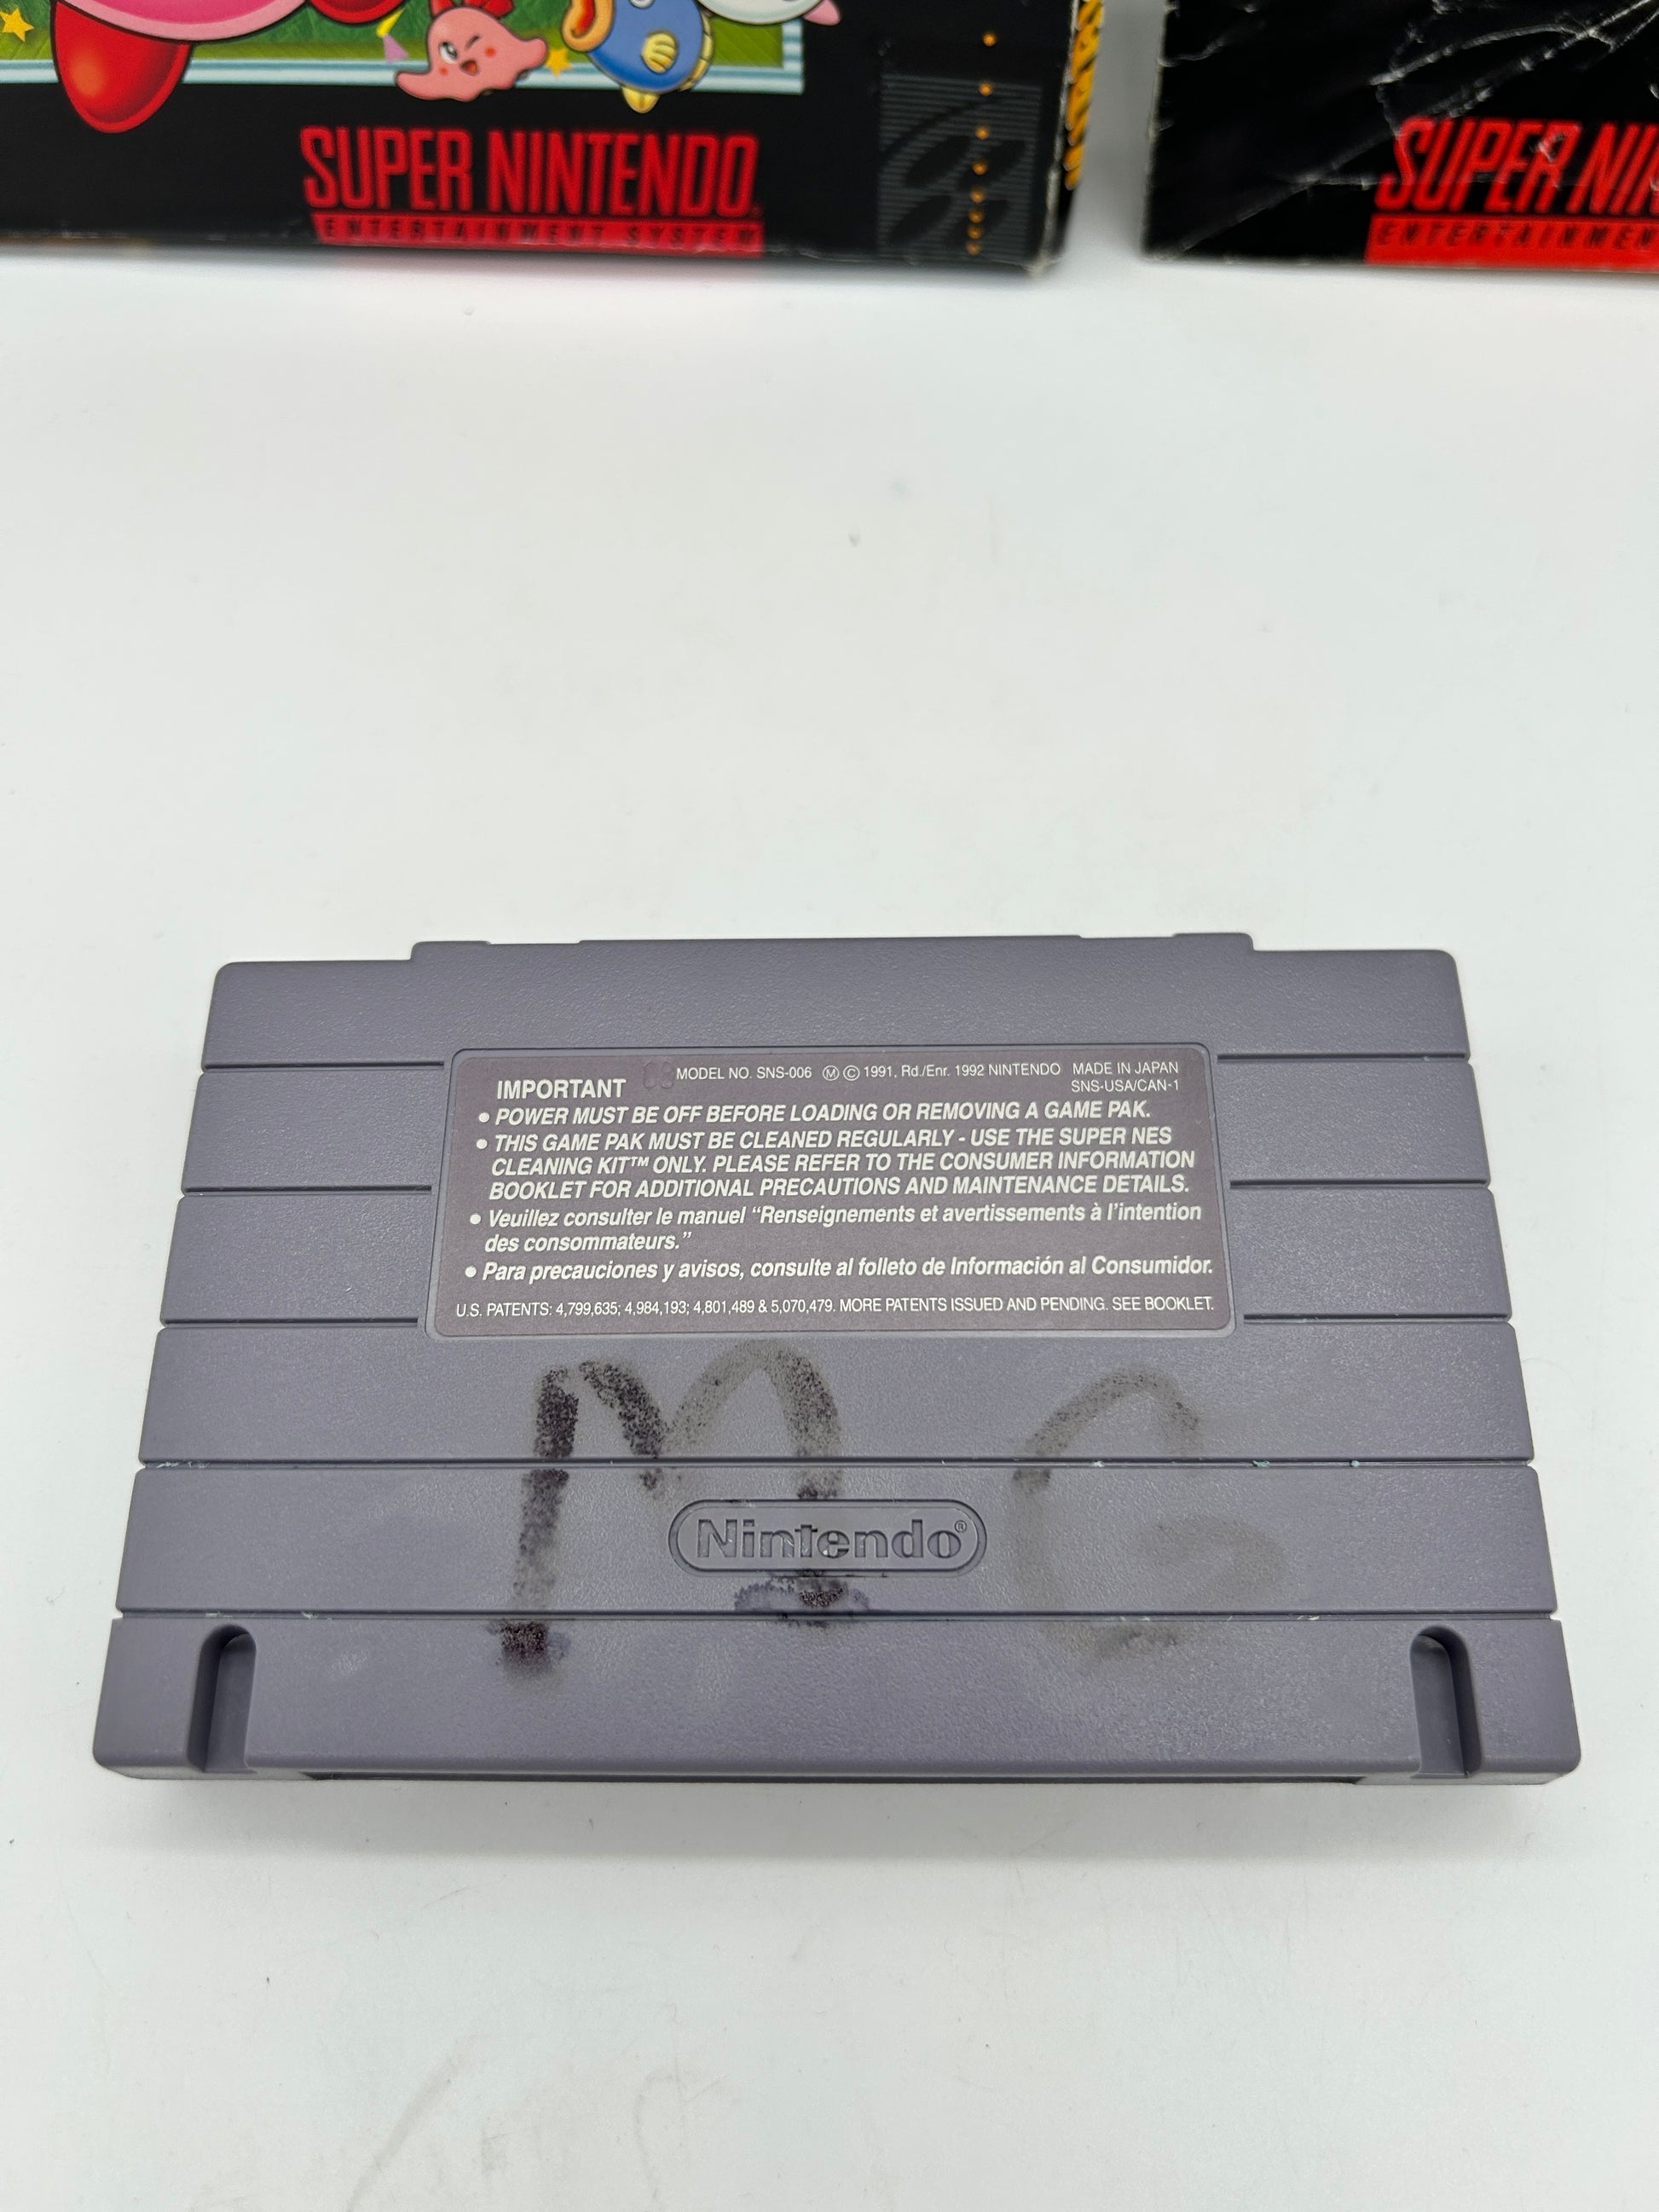 SUPER NINTENDO
ENTERTAINMENT SYSTEM
SUPER NIN
ENTERTAINMEN
IMPORTANT
08
MODEL NO. SNS-006 Ⓜ © 1991, Rd./Enr. 1992 NINTENDO MADE IN JAPAN
SNS-USA/CAN-1
• POWER MUST BE OFF BEFORE LOADING OR REMOVING A GAME PAK.
• THIS GAME PAK MUST BE CLEANED REGULARLY - USE THE SUPER NES
CLEANING KIT™ ONLY. PLEASE REFER TO THE CONSUMER INFORMATION
BOOKLET FOR ADDITIONAL PRECAUTIONS AND MAINTENANCE DETAILS.
• Veuillez consulter le manuel “Renseignements et avertissements à l’intention
des consommateurs.”
• Para precauciones y avisos, consulte al folleto de Información al Consumidor.
U.S. PATENTS: 4,799,635; 4,984,193; 4,801,489 & 5,070,479. MORE PATENTS ISSUED AND PENDING. SEE BOOKLET.
M G
Nintendo®